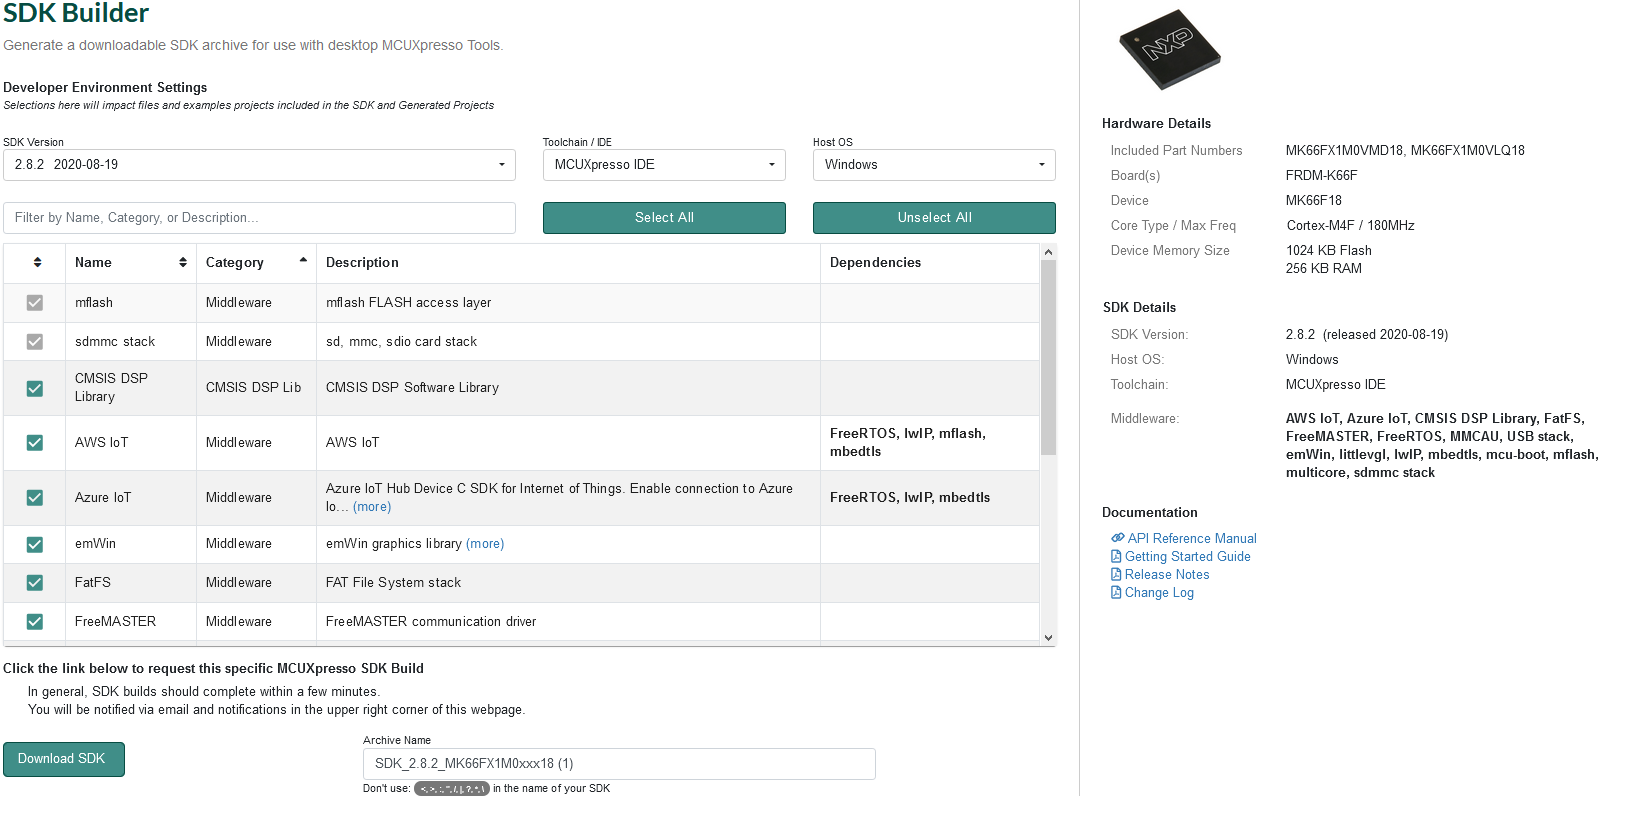 SDK Builder
Generate a downloadable SDK archive for use with desktop MCUXpresso Tools.
Developer Environment Settings
Selections here will impact files and examples projects included in the SDK and Generated Projects
SDK Version
Toolchain / IDE
Host OS
2.8.2 2020-08-19
MCUXpresso IDE
Windows
Filter by Name, Category, or Description...
Select All
Unselect All
Name Category Description Dependencies
mflash Middleware mflash FLASH access layer
sdmmc stack Middleware sd, mmc, sdio card stack
CMSIS DSP
Library
CMSIS DSP Lib CMSIS DSP Software Library
AWS IoT Middleware AWS IoT
FreeRTOS, lwIP, mflash,
mbedtls
Azure IoT Middleware
Azure IoT Hub Device C SDK for Internet of Things. Enable connection to Azure
Io... (more)
FreeRTOS, lwIP, mbedtls
emWin Middleware emWin graphics library (more)
FatFS Middleware FAT File System stack
FreeMASTER Middleware FreeMASTER communication driver
Click the link below to request this specific MCUXpresso SDK Build
In general, SDK builds should complete within a few minutes.
You will be notified via email and notifications in the upper right corner of this webpage.
Download SDK
Archive Name
SDK_2.8.2_MK66FX1M0xxx18 (1)
Don't use: <, >, :, ", /, |, ?, *, \ in the name of your SDK
NXP
Hardware Details
Included Part Numbers MK66FX1M0VMD18, MK66FX1M0VLQ18
Board(s) FRDM-K66F
Device MK66F18
Core Type / Max Freq Cortex-M4F / 180MHz
Device Memory Size 1024 KB Flash
256 KB RAM
SDK Details
SDK Version: 2.8.2 (released 2020-08-19)
Host OS: Windows
Toolchain: MCUXpresso IDE
Middleware: AWS IoT, Azure IoT, CMSIS DSP Library, FatFS,
FreeMASTER, FreeRTOS, MMCAU, USB stack,
emWin, littlevgl, lwIP, mbedtls, mcu-boot, mflash,
multicore, sdmmc stack
Documentation
API Reference Manual
Getting Started Guide
Release Notes
Change Log